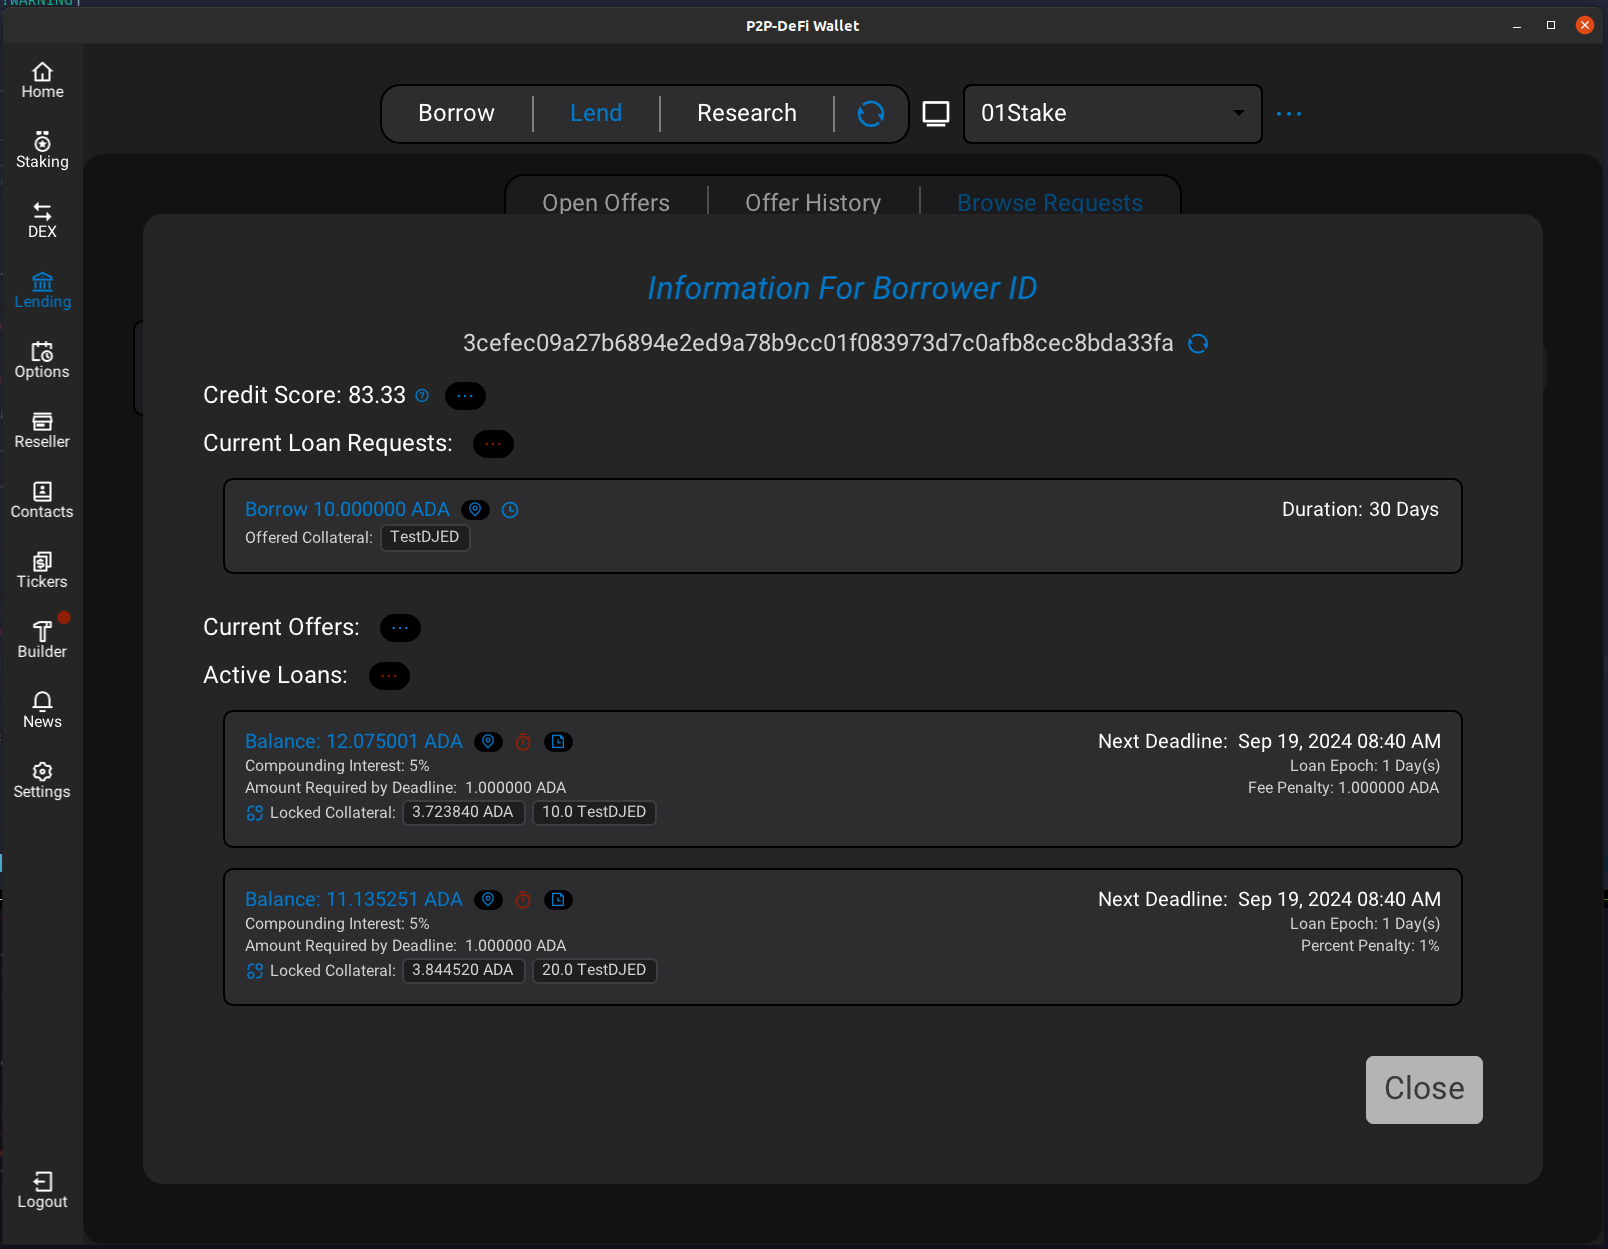 !WARNING!
P2P-DeFi Wallet
Home
Staking
DEX
Lending
Options
Reseller
Contacts
Tickers
Builder
News
Settings
Logout
Borrow Lend Research 01Stake
Open Offers Offer History Browse Requests
Information For Borrower ID
3cefec09a27b6894e2ed9a78b9cc01f083973d7c0afb8cec8bda33fa
Credit Score: 83.33
Current Loan Requests:
Borrow 10.000000 ADA Duration: 30 Days
Offered Collateral: TestDJED
Current Offers:
Active Loans:
Balance: 12.075001 ADA Next Deadline: Sep 19, 2024 08:40 AM
Compounding Interest: 5% Loan Epoch: 1 Day(s)
Amount Required by Deadline: 1.000000 ADA Fee Penalty: 1.000000 ADA
Locked Collateral: 3.723840 ADA 10.0 TestDJED
Balance: 11.135251 ADA Next Deadline: Sep 19, 2024 08:40 AM
Compounding Interest: 5% Loan Epoch: 1 Day(s)
Amount Required by Deadline: 1.000000 ADA Percent Penalty: 1%
Locked Collateral: 3.844520 ADA 20.0 TestDJED
Close